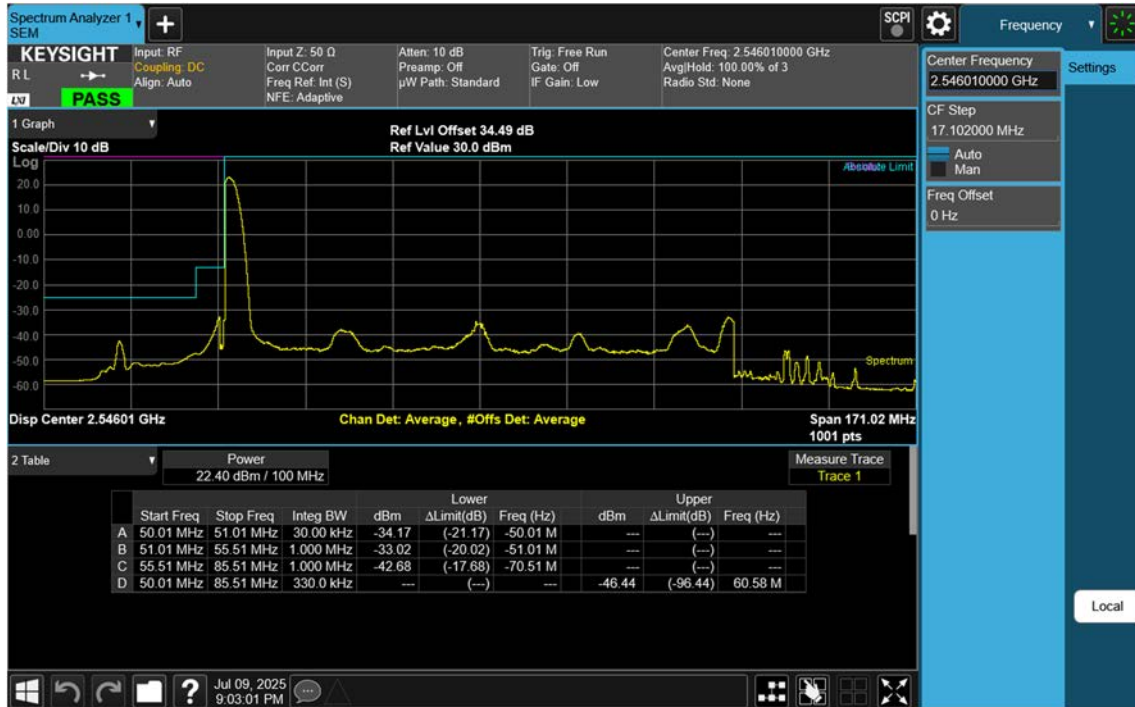 Spectrum Analyzer 1
SEM
+
SCPI
Frequency
KEYSIGHT
R L
LXI
PASS
Input: RF
Coupling: DC
Align: Auto
Input Z: 50 Ω
Corr CCorr
Freq Ref: Int (S)
NFE: Adaptive
Atten: 10 dB
Preamp: Off
µW Path: Standard
Trig: Free Run
Gate: Off
IF Gain: Low
Center Freq: 2.546010000 GHz
Avg|Hold: 100.00% of 3
Radio Std: None
Center Frequency
2.546010000 GHz
Settings
CF Step
17.102000 MHz
Auto
Man
Freq Offset
0 Hz
1 Graph
Scale/Div 10 dB
Ref Lvl Offset 34.49 dB
Ref Value 30.0 dBm
Log
Absolute Limit
20.0
10.0
0.00
-10.0
-20.0
-30.0
-40.0
-50.0
-60.0
Spectrum
Disp Center 2.54601 GHz
Chan Det: Average, #Offs Det: Average
Span 171.02 MHz
1001 pts
2 Table
Power
22.40 dBm / 100 MHz
Measure Trace
Trace 1
Lower Upper
Start Freq Stop Freq Integ BW dBm ΔLimit(dB) Freq (Hz) dBm ΔLimit(dB) Freq (Hz)
A 50.01 MHz 51.01 MHz 30.00 kHz -34.17 (-21.17) -50.01 M --- (---) ---
B 51.01 MHz 55.51 MHz 1.000 MHz -33.02 (-20.02) -51.01 M --- (---) ---
C 55.51 MHz 85.51 MHz 1.000 MHz -42.68 (-17.68) -70.51 M --- (---) ---
D 50.01 MHz 85.51 MHz 330.0 kHz --- (---) --- -46.44 (-96.44) 60.58 M
Local
?
Jul 09, 2025
9:03:01 PM